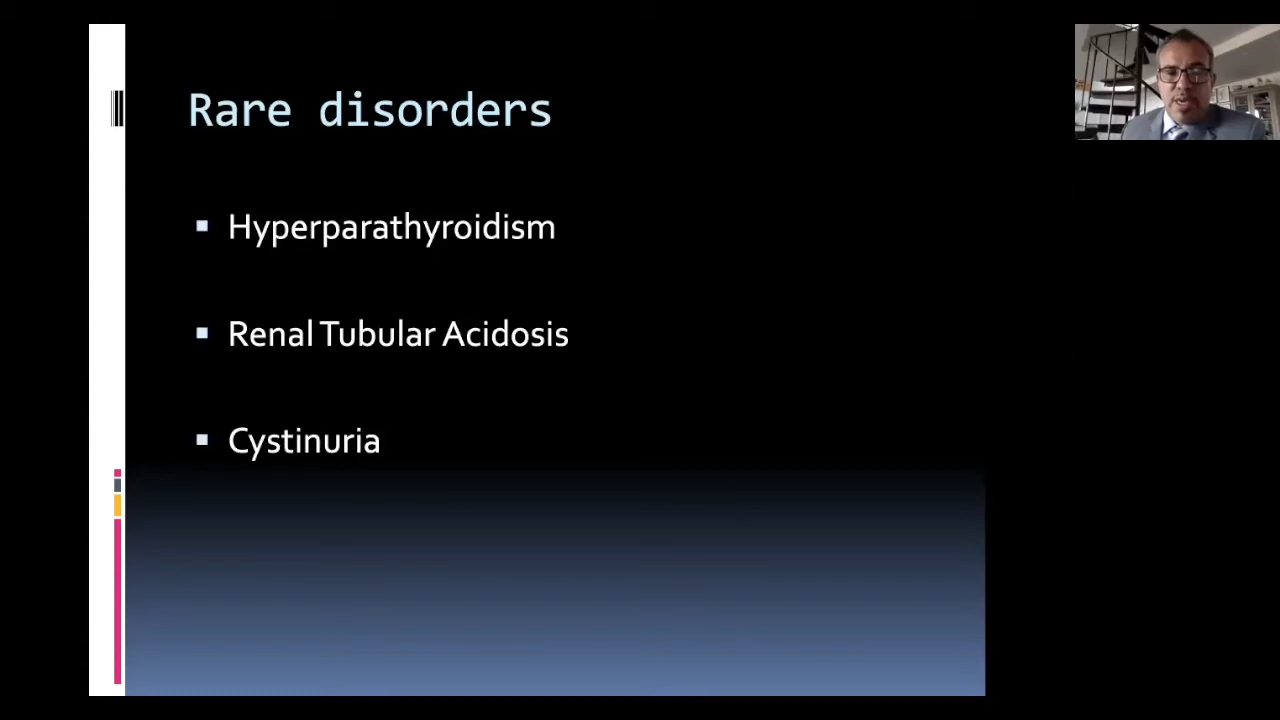 Rare disorders
Hyperparathyroidism
Renal Tubular Acidosis
Cystinuria